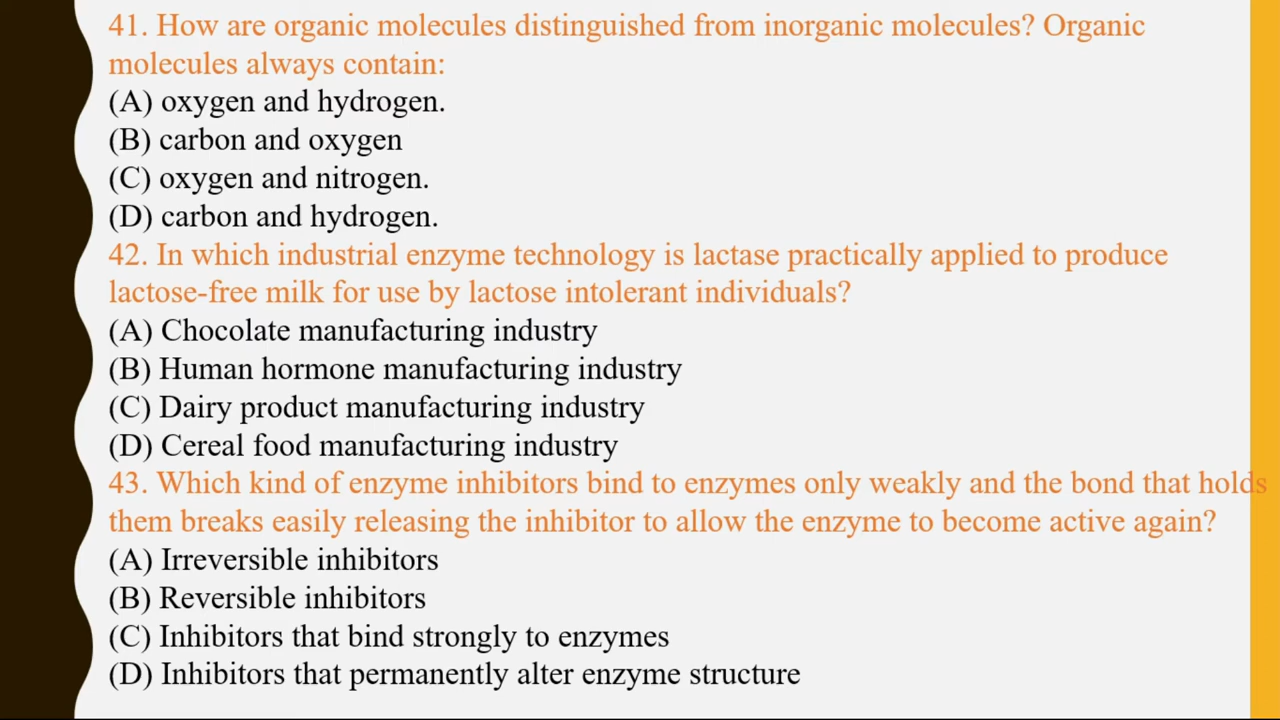 41. How are organic molecules distinguished from inorganic molecules? Organic
molecules always contain:
(A) oxygen and hydrogen.
(B) carbon and oxygen
(C) oxygen and nitrogen.
(D) carbon and hydrogen.
42. In which industrial enzyme technology is lactase practically applied to produce
lactose-free milk for use by lactose intolerant individuals?
(A) Chocolate manufacturing industry
(B) Human hormone manufacturing industry
(C) Dairy product manufacturing industry
(D) Cereal food manufacturing industry
43. Which kind of enzyme inhibitors bind to enzymes only weakly and the bond that holds
them breaks easily releasing the inhibitor to allow the enzyme to become active again?
(A) Irreversible inhibitors
(B) Reversible inhibitors
(C) Inhibitors that bind strongly to enzymes
(D) Inhibitors that permanently alter enzyme structure